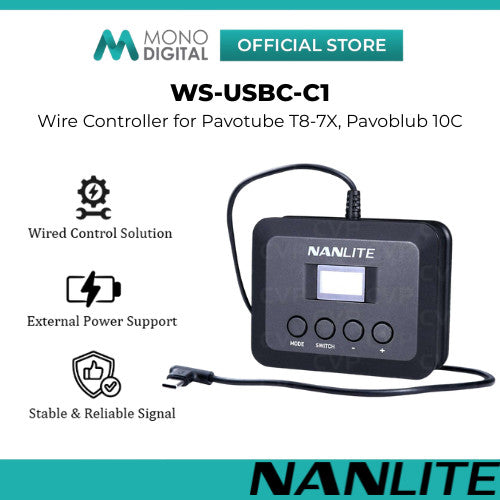 MONO
DIGITAL
OFFICIAL STORE
WS-USBC-C1
Wire Controller for Pavotube T8-7X, Pavoblub 10C
Wired Control Solution
External Power Support
Stable & Reliable Signal
NANLITE
MODE SWITCH - +
NANLITE